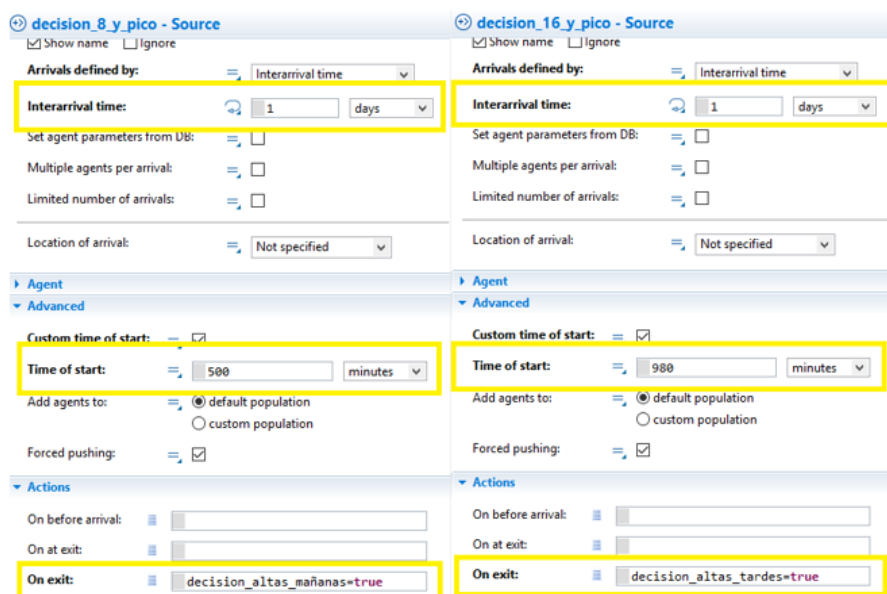 decision_8_y_pico - Source
Show name Ignore
Arrivals defined by: Interarrival time
Interarrival time: 1 days
Set agent parameters from DB:
Multiple agents per arrival:
Limited number of arrivals:
Location of arrival: Not specified
Agent
Advanced
Custom time of start:
Time of start: 500 minutes
Add agents to: default population
custom population
Forced pushing:
Actions
On before arrival:
On at exit:
On exit: decision_altas_mañanas=true
decision_16_y_pico - Source
Show name Ignore
Arrivals defined by: Interarrival time
Interarrival time: 1 days
Set agent parameters from DB:
Multiple agents per arrival:
Limited number of arrivals:
Location of arrival: Not specified
Agent
Advanced
Custom time of start:
Time of start: 980 minutes
Add agents to: default population
custom population
Forced pushing:
Actions
On before arrival:
On at exit:
On exit: decision_altas_tardes=true